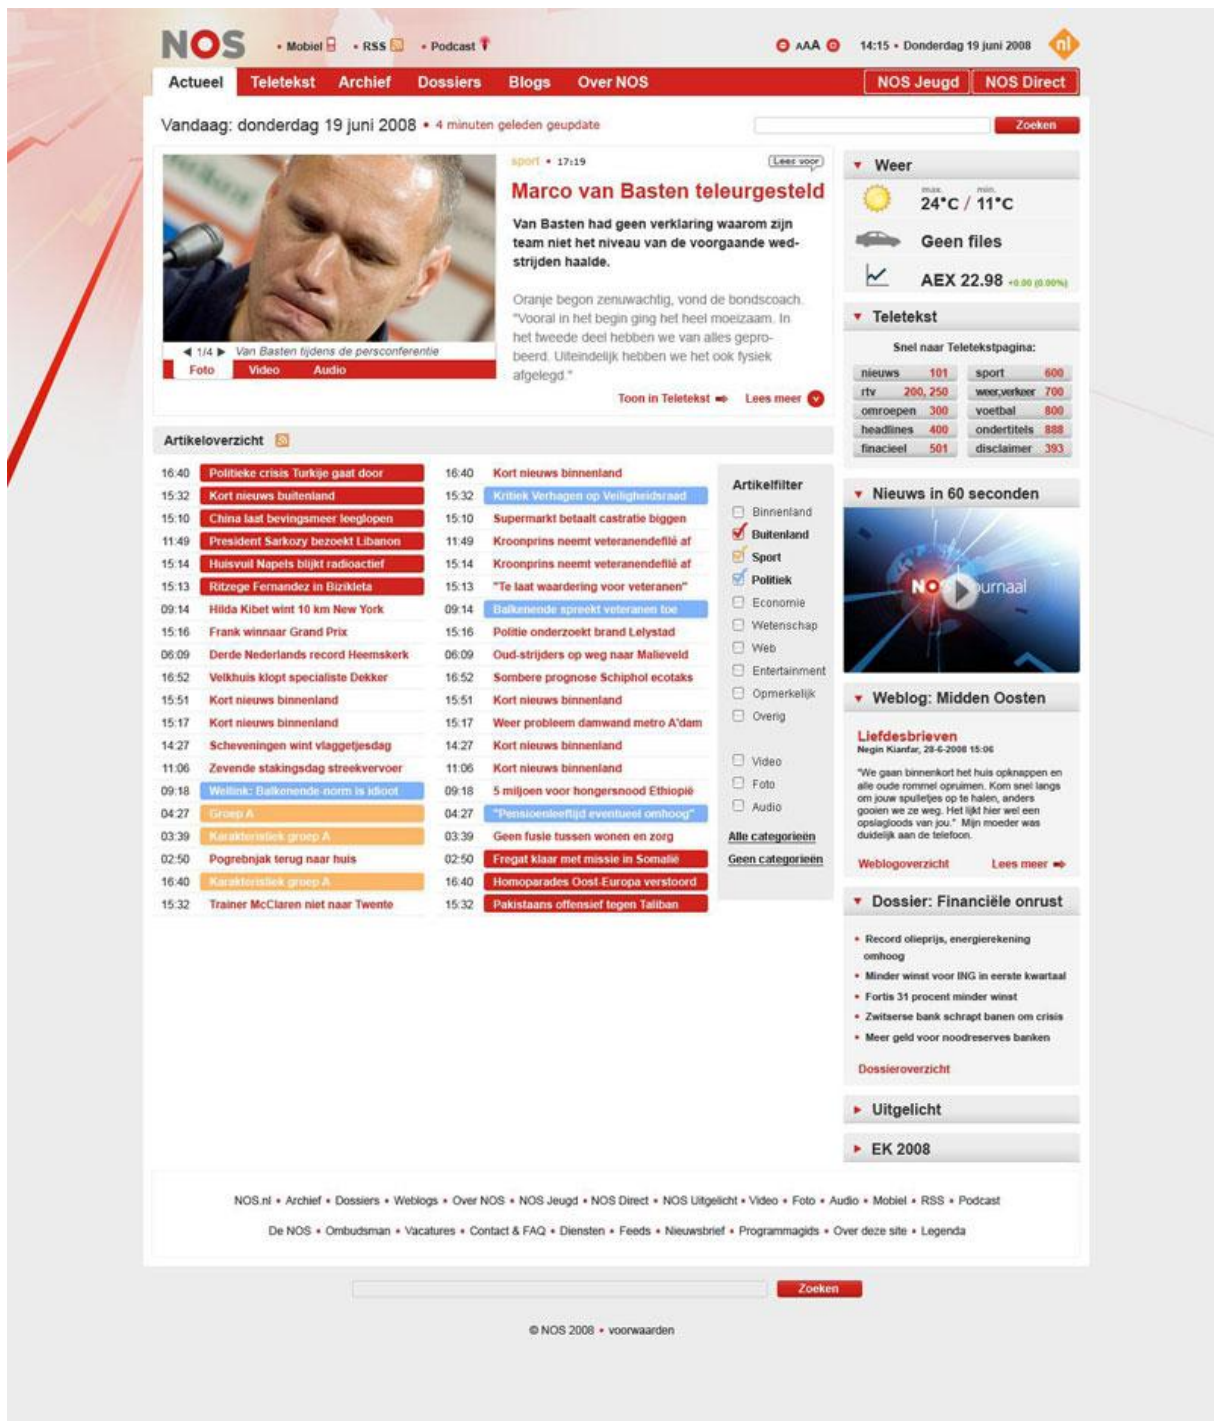 NOS • Mobiel • RSS • Podcast AAA 14:15 • Donderdag 19 juni 2008 nl
Actueel Teletekst Archief Dossiers Blogs Over NOS NOS Jeugd NOS Direct
Vandaag: donderdag 19 juni 2008 • 4 minuten geleden geupdate Zoeken
sport • 17:19 Lees voor
Marco van Basten teleurgesteld
Van Basten had geen verklaring waarom zijn
team niet het niveau van de voorgaande wed-
strijden haalde.
Oranje begon zenuwachtig, vond de bondscoach.
"Vooral in het begin ging het heel moeizaam. In
het tweede deel hebben we van alles gepro-
beerd. Uiteindelijk hebben we het ook fysiek
afgelegd."
◀ 1/4 ▶ Van Basten tijdens de persconferentie
Foto Video Audio
Toon in Teletekst Lees meer
Artikeloverzicht
16:40 Politieke crisis Turkije gaat door
15:32 Kort nieuws buitenland
15:10 China laat bevingsmeer leeglopen
11:49 President Sarkozy bezoekt Libanon
15:14 Huisvuil Napels blijkt radioactief
15:13 Ritzege Fernandez in Bizikleta
09:14 Hilda Kibet wint 10 km New York
15:16 Frank winnaar Grand Prix
06:09 Derde Nederlands record Heemskerk
16:52 Velkhuis klopt specialiste Dekker
15:51 Kort nieuws binnenland
15:17 Kort nieuws binnenland
14:27 Scheveningen wint vlaggetjesdag
11:06 Zevende stakingsdag streekvervoer
09:18 Wellink: Balkenende-norm is idioot
04:27 Groep A
03:39 Karakteristiek groep A
02:50 Pogrebnjak terug naar huis
16:40 Karakteristiek groep A
15:32 Trainer McClaren niet naar Twente
16:40 Kort nieuws binnenland
15:32 Kritiek Verhagen op Veiligheidsraad
15:10 Supermarkt betaalt castratie biggen
11:49 Kroonprins neemt veteranendefilé af
15:14 Kroonprins neemt veteranendefilé af
15:13 "Te laat waardering voor veteranen"
09:14 Balkenende spreekt veteranen toe
15:16 Politie onderzoekt brand Lelystad
06:09 Oud-strijders op weg naar Malieveld
16:52 Sombere prognose Schiphol ecotaks
15:51 Kort nieuws binnenland
15:17 Weer probleem damwand metro A'dam
14:27 Kort nieuws binnenland
11:06 Kort nieuws binnenland
09:18 5 miljoen voor hongersnood Ethiopië
04:27 "Pensioenleeftijd eventueel omhoog"
03:39 Geen fusie tussen wonen en zorg
02:50 Fregat klaar met missie in Somalië
16:40 Homoparades Oost-Europa verstoord
15:32 Pakistaans offensief tegen Taliban
Artikelfilter
Binnenland
Buitenland
Sport
Politiek
Economie
Wetenschap
Web
Entertainment
Opmerkelijk
Overig
Video
Foto
Audio
Alle categorieën
Geen categorieën
Weer
max. min.
24°C / 11°C
Geen files
AEX 22.98 +0.00 (0.00%)
Teletekst
Snel naar Teletekstpagina:
nieuws 101 sport 600
rtv 200, 250 weer,verkeer 700
omroepen 300 voetbal 800
headlines 400 ondertitels 888
finacieel 501 disclaimer 393
Nieuws in 60 seconden
NOS Journaal
Weblog: Midden Oosten
Liefdesbrieven
Negin Kianfar, 28-6-2008 15:06
"We gaan binnenkort het huis opknappen en
alle oude rommel opruimen. Kom snel langs
om jouw spulletjes op te halen, anders
gooien we ze weg. Het lijkt hier wel een
opslagloods van jou." Mijn moeder was
duidelijk aan de telefoon.
Weblogoverzicht Lees meer
Dossier: Financiële onrust
• Record olieprijs, energierekening
omhoog
• Minder winst voor ING in eerste kwartaal
• Fortis 31 procent minder winst
• Zwitserse bank schrapt banen om crisis
• Meer geld voor noodreserves banken
Dossieroverzicht
Uitgelicht
EK 2008
NOS.nl • Archief • Dossiers • Weblogs • Over NOS • NOS Jeugd • NOS Direct • NOS Uitgelicht • Video • Foto • Audio • Mobiel • RSS • Podcast
De NOS • Ombudsman • Vacatures • Contact & FAQ • Diensten • Feeds • Nieuwsbrief • Programmagids • Over deze site • Legenda
Zoeken
© NOS 2008 • voorwaarden